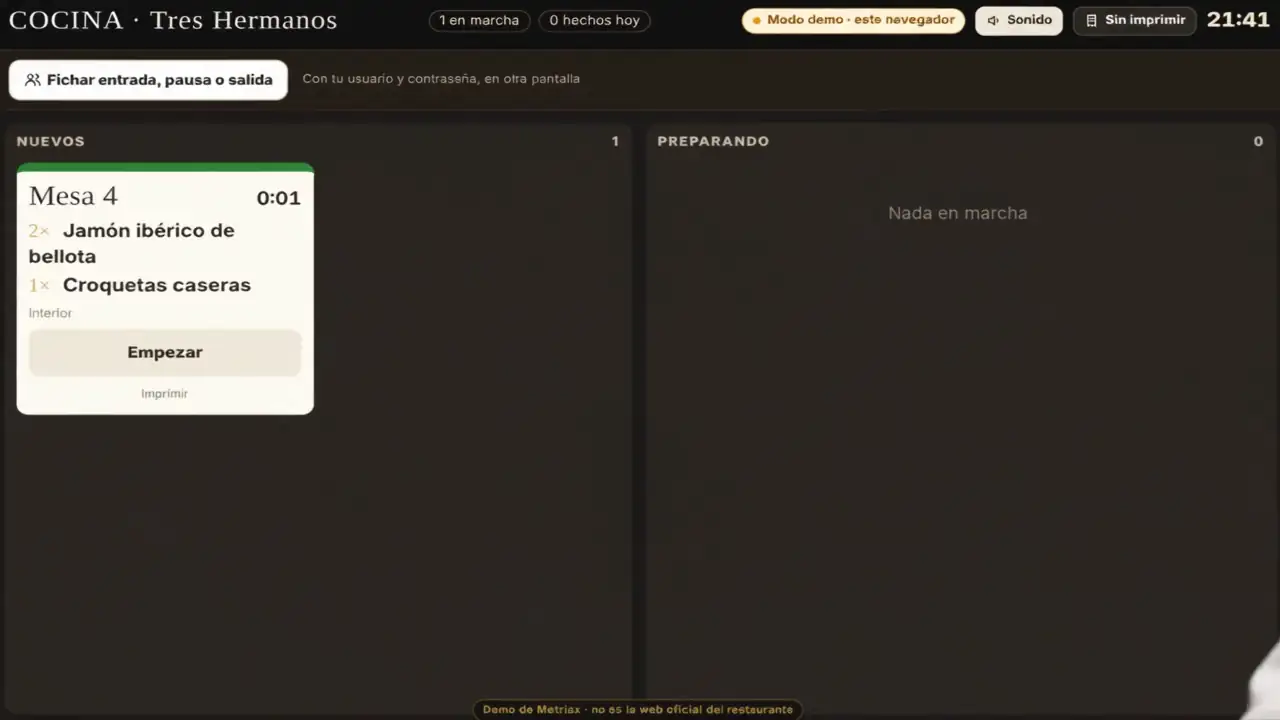 COCINA · Tres Hermanos
1 en marcha
0 hechos hoy
Modo demo · este navegador
Sonido
Sin imprimir
21:41
Fichar entrada, pausa o salida
Con tu usuario y contraseña, en otra pantalla
NUEVOS
1
Mesa 4
0:01
2× Jamón ibérico de
bellota
1× Croquetas caseras
Interior
Empezar
Imprimir
PREPARANDO
0
Nada en marcha
Demo de Metriax · no es la web oficial del restaurante